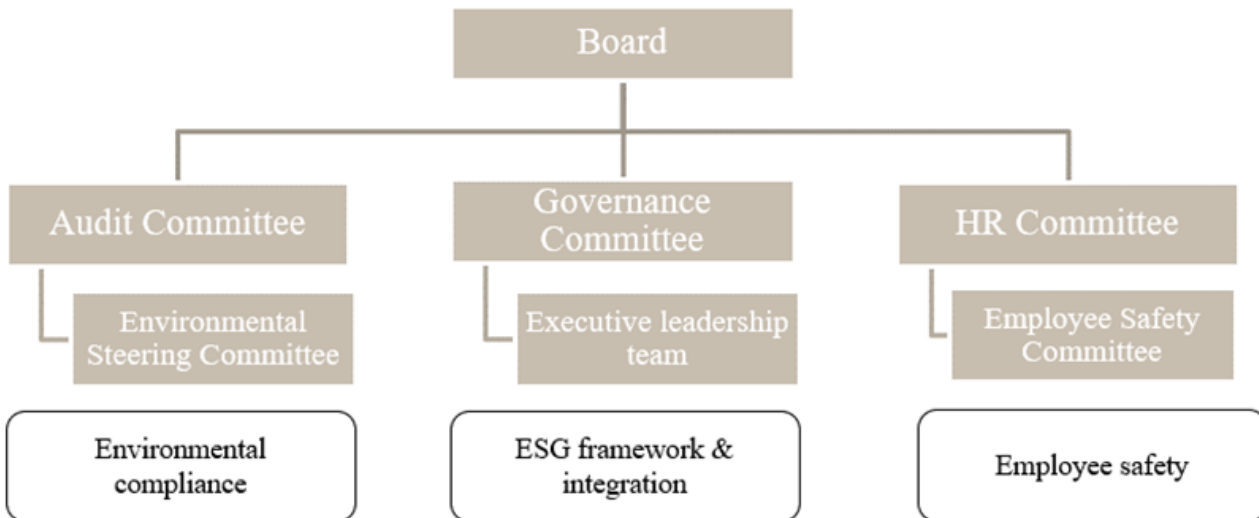 Board
Audit Committee
Governance
Committee
HR Committee
Environmental
Steering Committee
Executive leadership
team
Employee Safety
Committee
Environmental
compliance
ESG framework &
integration
Employee safety